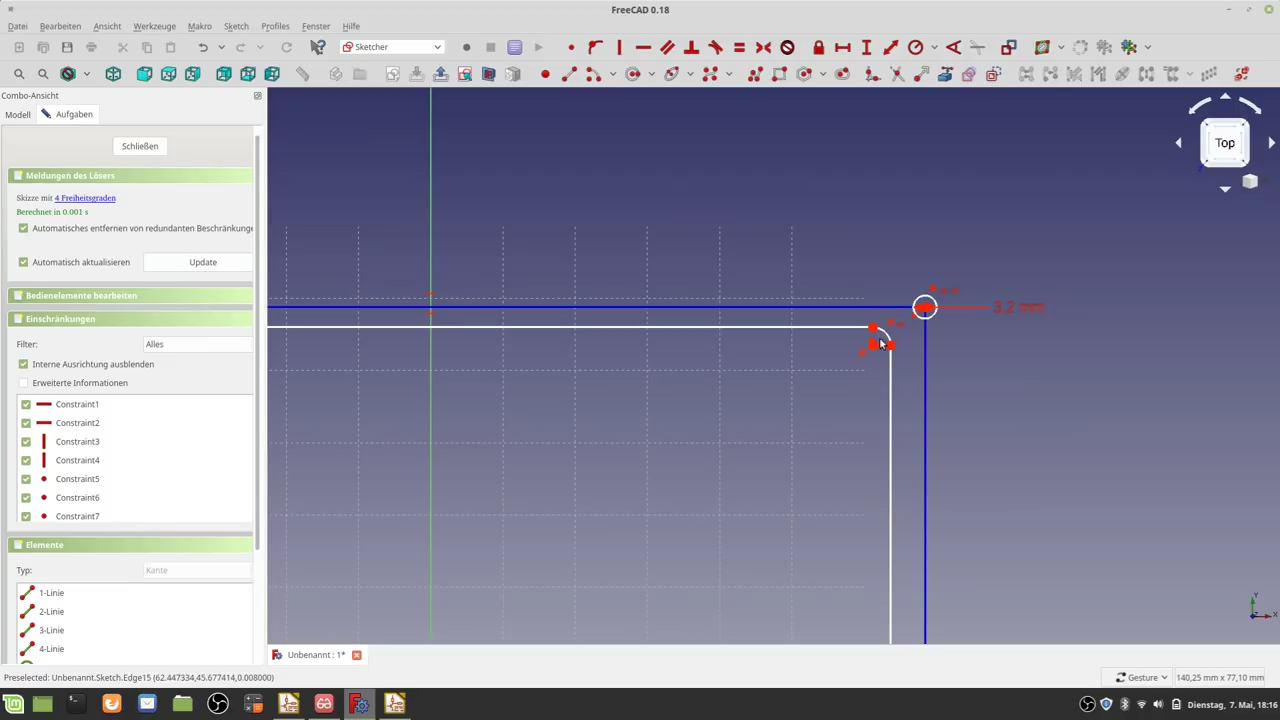 FreeCAD 0.18
Datei Bearbeiten Ansicht Werkzeuge Makro Sketch Profiles Fenster Hilfe
Sketcher
Combo-Ansicht
Modell Aufgaben
Schließen
Meldungen des Lösers
Skizze mit 4 Freiheitsgraden
Berechnet in 0.001 s
Automatisches entfernen von redundanten Beschränkunge
Automatisch aktualisieren Update
Bedienelemente bearbeiten
Einschränkungen
Filter: Alles
Interne Ausrichtung ausblenden
Erweiterte Informationen
Constraint1
Constraint2
Constraint3
Constraint4
Constraint5
Constraint6
Constraint7
Elemente
Typ: Kante
1-Linie
2-Linie
3-Linie
4-Linie
Top
3,2 mm
Y
X
Unbenannt : 1*
Preselected: Unbenannt.Sketch.Edge15 (62.447334,45.677414,0.008000)
Gesture 140,25 mm x 77,10 mm
Dienstag, 7. Mai, 18:16